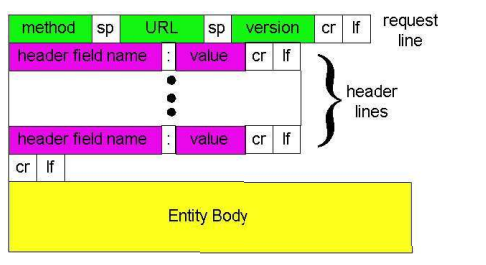 method sp URL sp version cr lf request
line
header field name : value cr lf
header
lines
header field name : value cr lf
cr lf
Entity Body